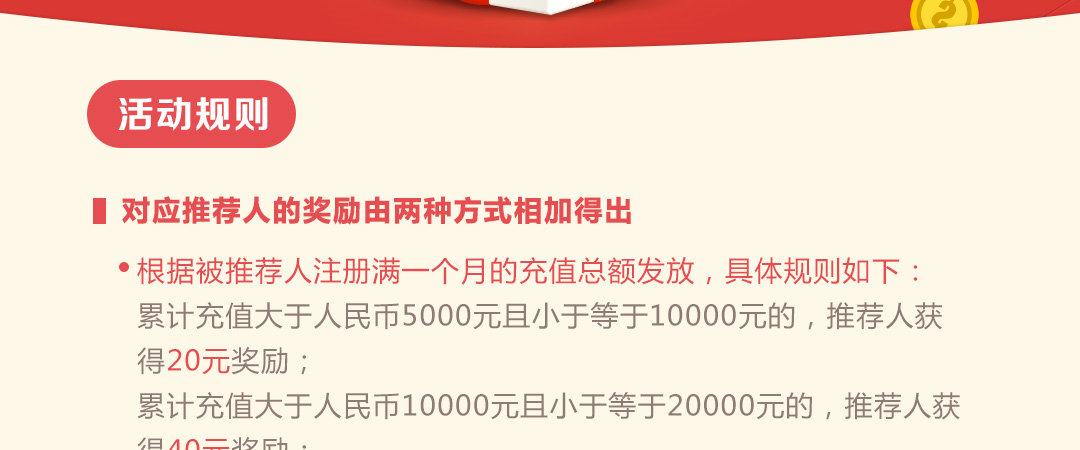 活动规则
对应推荐人的奖励由两种方式相加得出
根据被推荐人注册满一个月的充值总额发放，具体规则如下：
累计充值大于人民币5000元且小于等于10000元的，推荐人获
得20元奖励；
累计充值大于人民币10000元且小于等于20000元的，推荐人获
得40元奖励；